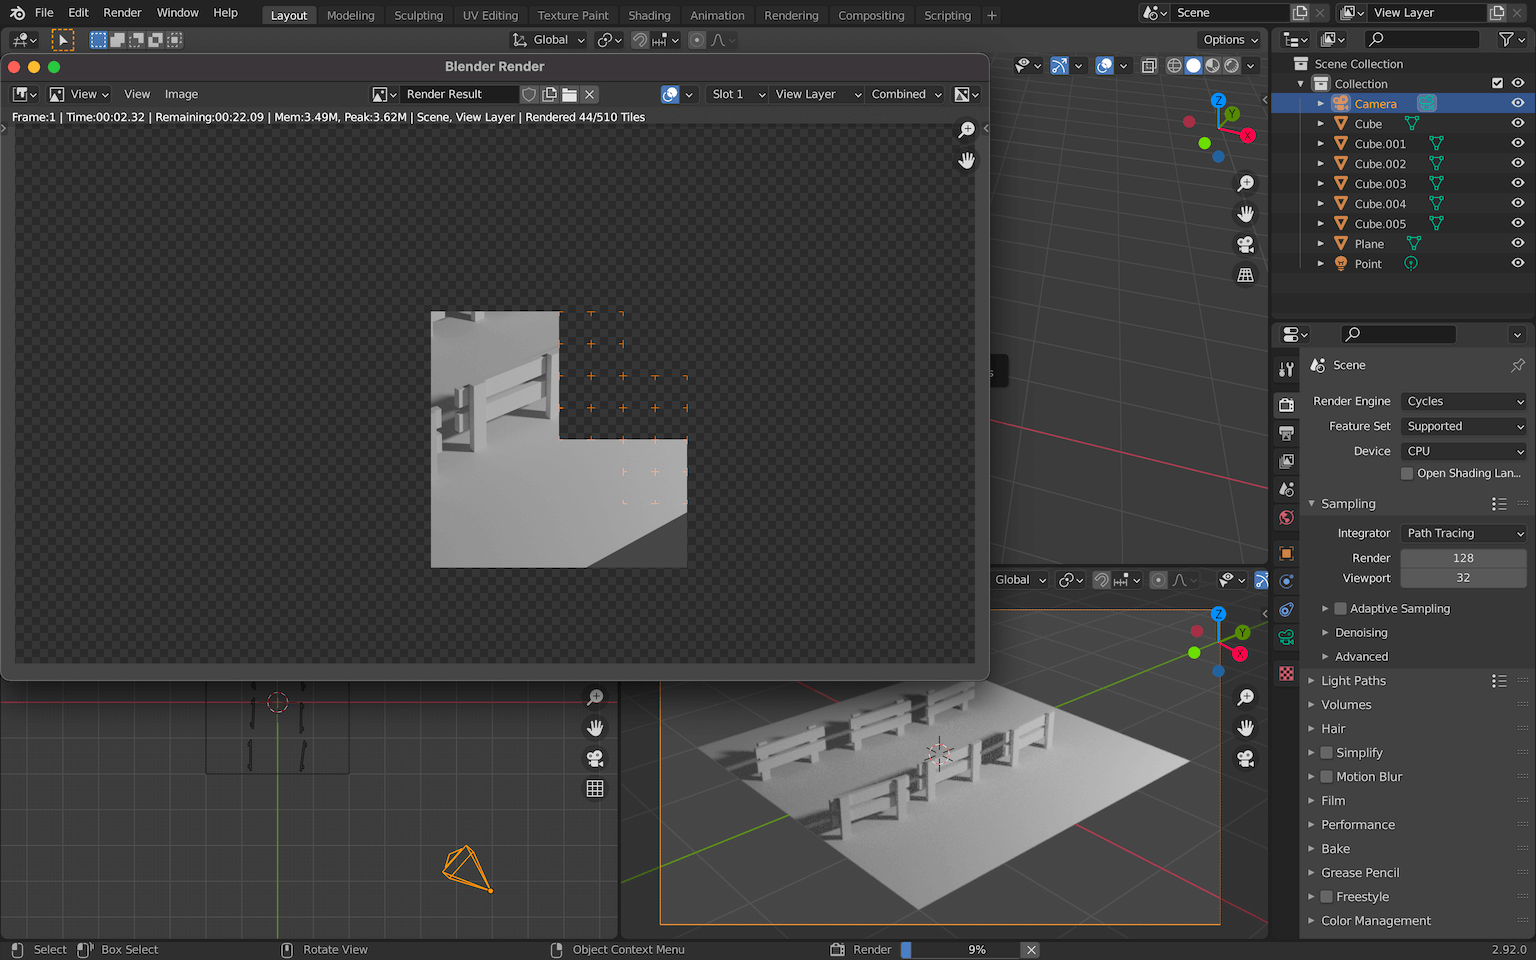 File Edit Render Window Help Layout Modeling Sculpting UV Editing Texture Paint Shading Animation Rendering Compositing Scripting + Scene View Layer
Global Options
Blender Render
View View Image Render Result Slot 1 View Layer Combined
Frame:1 | Time:00:02.32 | Remaining:00:22.09 | Mem:3.49M, Peak:3.62M | Scene, View Layer | Rendered 44/510 Tiles
Z
Y
X
s
Global
Z
Y
X
Scene Collection
Collection
Camera
Cube
Cube.001
Cube.002
Cube.003
Cube.004
Cube.005
Plane
Point
Scene
Render Engine Cycles
Feature Set Supported
Device CPU
Open Shading Lan...
Sampling
Integrator Path Tracing
Render 128
Viewport 32
Adaptive Sampling
Denoising
Advanced
Light Paths
Volumes
Hair
Simplify
Motion Blur
Film
Performance
Bake
Grease Pencil
Freestyle
Color Management
Select Box Select Rotate View Object Context Menu Render 9% 2.92.0